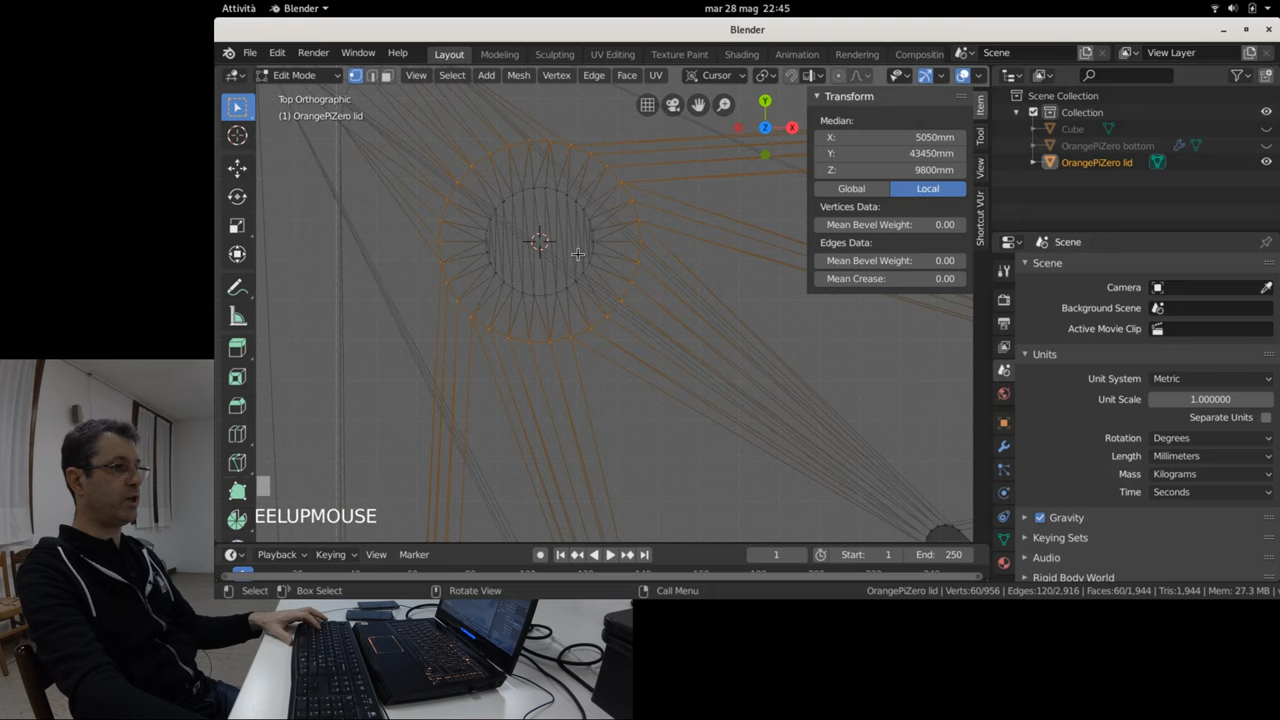 Attività
Blender
mar 28 mag 22:45
Blender
File Edit Render Window Help
Layout Modeling Sculpting UV Editing Texture Paint Shading Animation Rendering Compositin
Scene
View Layer
Edit Mode
View Select Add Mesh Vertex Edge Face UV
Cursor
Top Orthographic
(1) OrangePiZero lid
Y
X
Z
Transform
Median:
X: 5050mm
Y: 43450mm
Z: 9800mm
Global Local
Vertices Data:
Mean Bevel Weight: 0.00
Edges Data:
Mean Bevel Weight: 0.00
Mean Crease: 0.00
Item
Tool
View
Shortcut VUr
Scene Collection
Collection
Cube
OrangePiZero bottom
OrangePiZero lid
Scene
Scene
Camera
Background Scene
Active Movie Clip
Units
Unit System Metric
Unit Scale 1.000000
Separate Units
Rotation Degrees
Length Millimeters
Mass Kilograms
Time Seconds
Gravity
Keying Sets
Audio
Rigid Body World
EELUPMOUSE
Playback Keying View Marker
1
Start: 1
End: 250
Select
Box Select
Rotate View
Call Menu
OrangePiZero lid | Verts:60/956 | Edges:120/2,916 | Faces:60/1,944 | Tris:1,944 | Mem: 27.3 MB